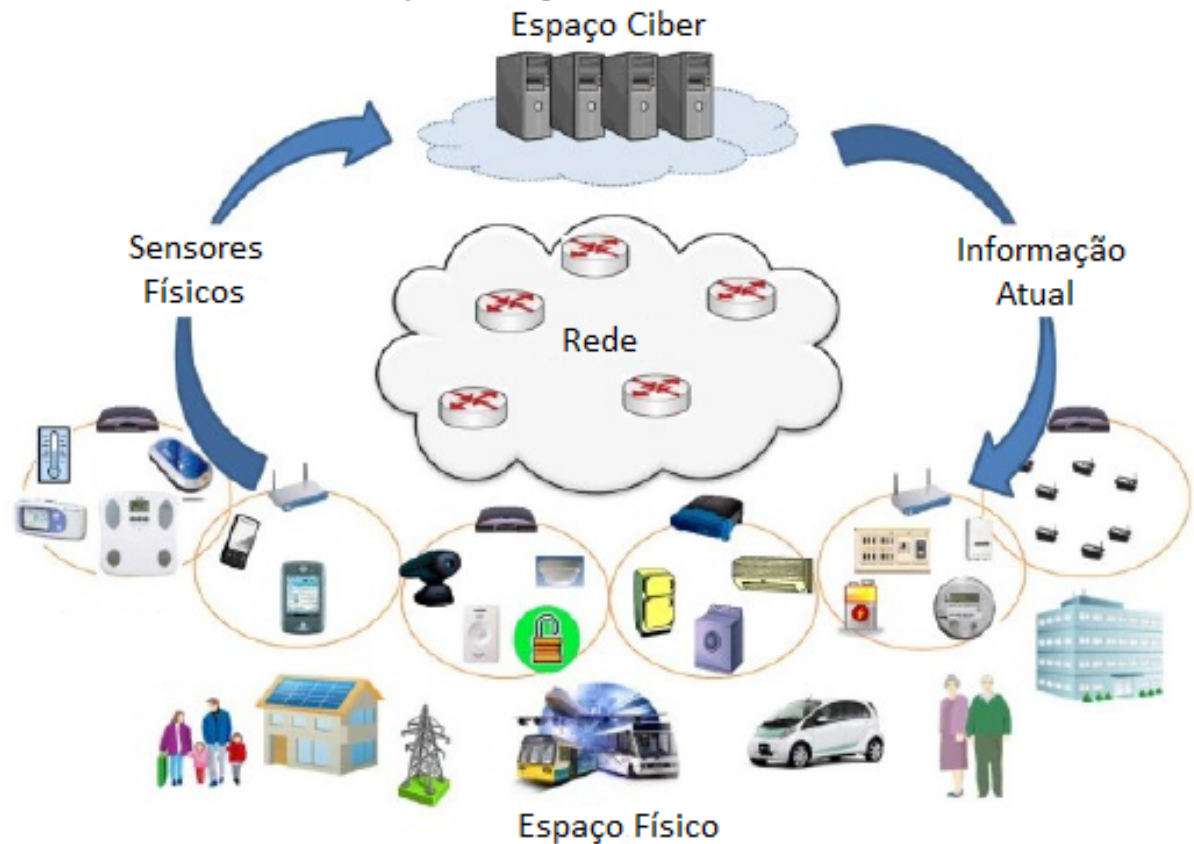 Espaço Ciber
Sensores
Físicos
Informação
Atual
Rede
Espaço Físico